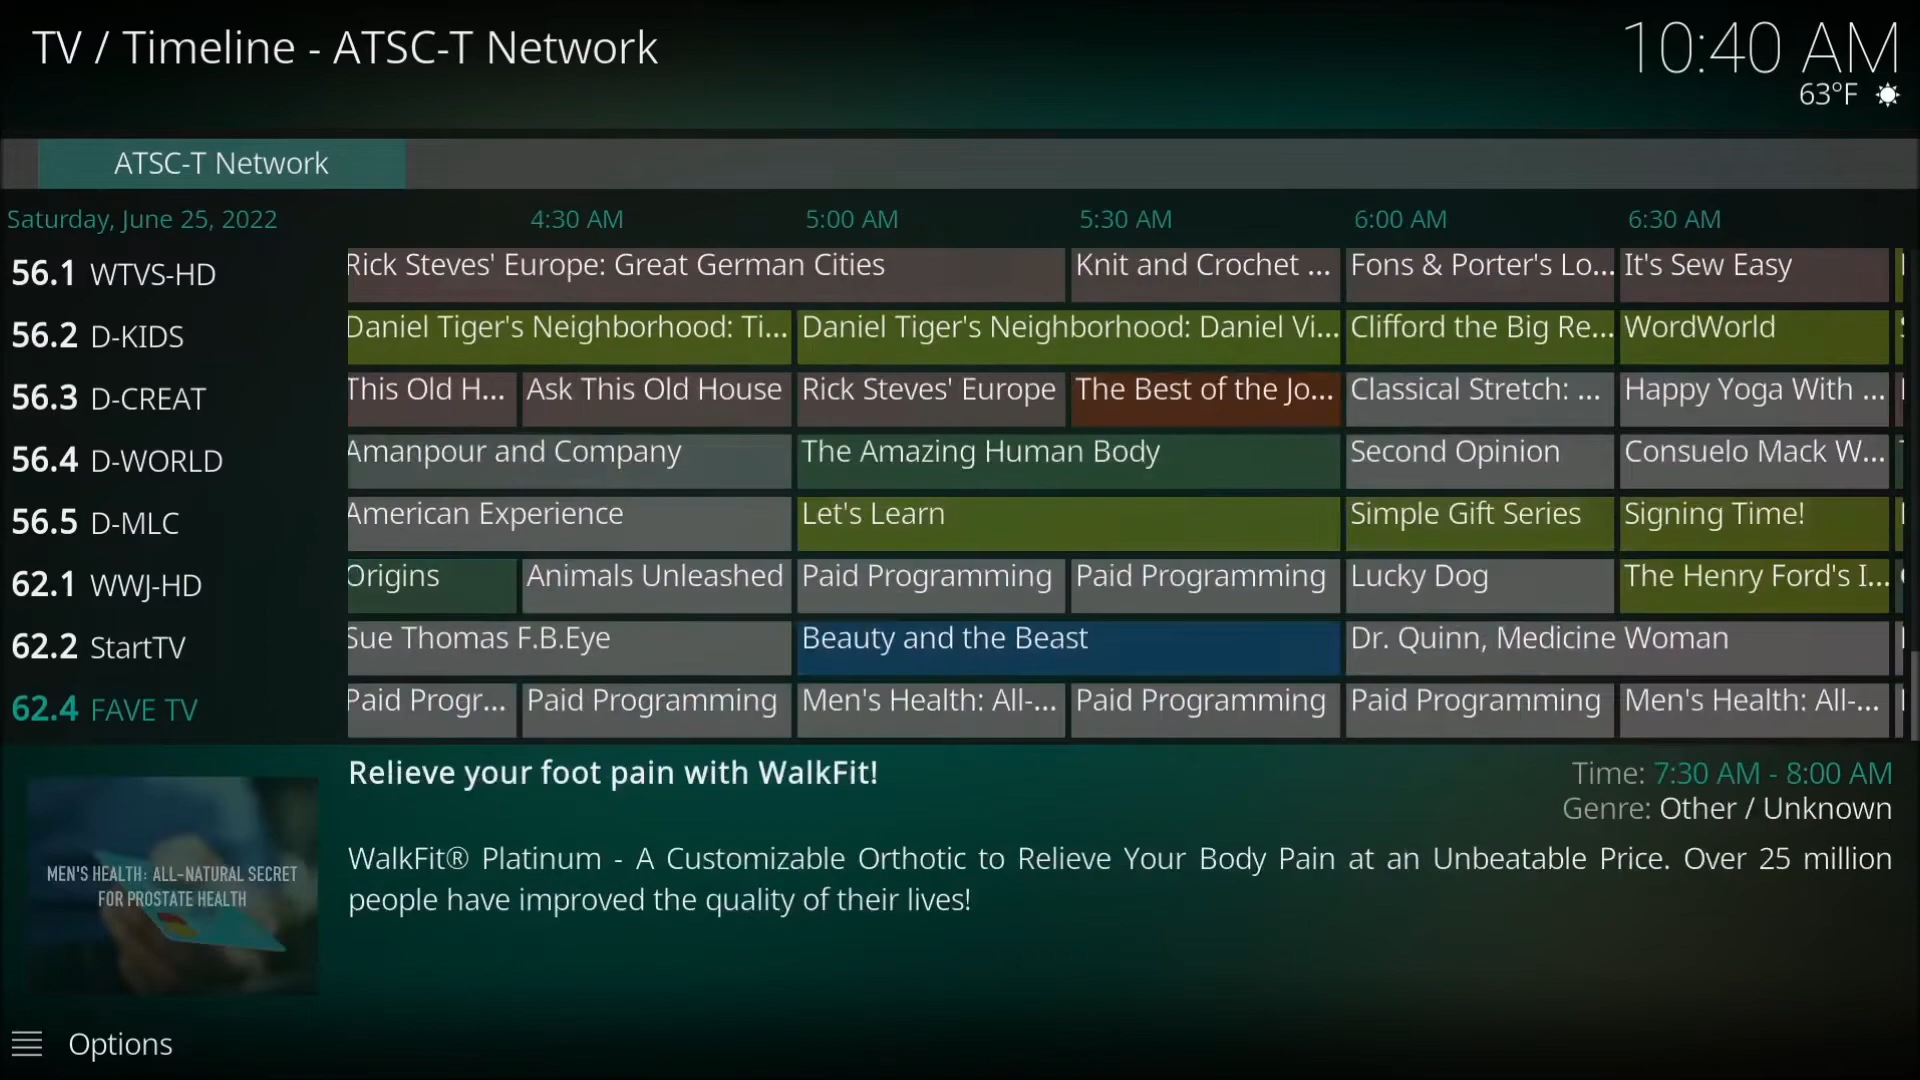 TV / Timeline - ATSC-T Network
10:40 AM
63°F
ATSC-T Network
Saturday, June 25, 2022 4:30 AM 5:00 AM 5:30 AM 6:00 AM 6:30 AM
56.1 WTVS-HD Rick Steves' Europe: Great German Cities Knit and Crochet ... Fons & Porter's Lo... It's Sew Easy
56.2 D-KIDS Daniel Tiger's Neighborhood: Ti... Daniel Tiger's Neighborhood: Daniel Vi... Clifford the Big Re... WordWorld
56.3 D-CREAT This Old H... Ask This Old House Rick Steves' Europe The Best of the Jo... Classical Stretch: ... Happy Yoga With ...
56.4 D-WORLD Amanpour and Company The Amazing Human Body Second Opinion Consuelo Mack W...
56.5 D-MLC American Experience Let's Learn Simple Gift Series Signing Time!
62.1 WWJ-HD Origins Animals Unleashed Paid Programming Paid Programming Lucky Dog The Henry Ford's I...
62.2 StartTV Sue Thomas F.B.Eye Beauty and the Beast Dr. Quinn, Medicine Woman
62.4 FAVE TV Paid Progr... Paid Programming Men's Health: All-... Paid Programming Paid Programming Men's Health: All-...
Relieve your foot pain with WalkFit!
Time: 7:30 AM - 8:00 AM
Genre: Other / Unknown
WalkFit® Platinum - A Customizable Orthotic to Relieve Your Body Pain at an Unbeatable Price. Over 25 million
people have improved the quality of their lives!
MEN'S HEALTH: ALL-NATURAL SECRET
FOR PROSTATE HEALTH
Options